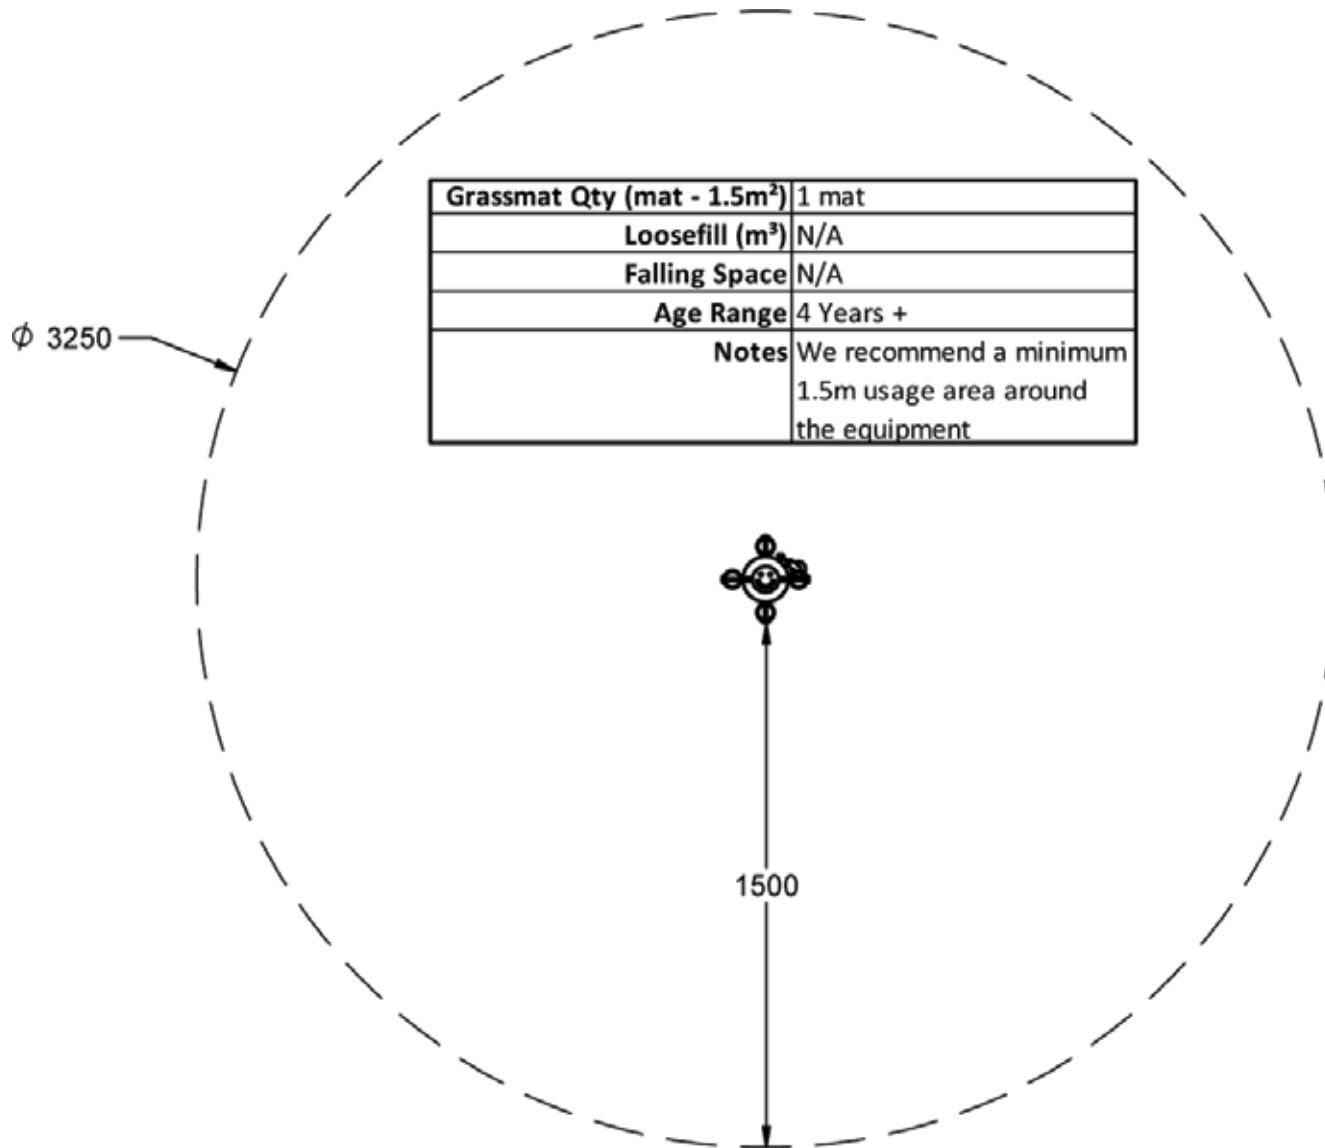 Grassmat Qty (mat - 1.5m²) 1 mat
Loosefill (m³) N/A
Falling Space N/A
Age Range 4 Years +
Notes We recommend a minimum
1.5m usage area around
the equipment
ϕ 3250
1500